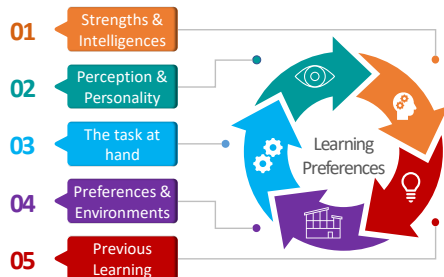 01
Strengths &
Intelligences
02
Perception &
Personality
03
The task at
hand
04
Preferences &
Environments
05
Previous
Learning
Learning
Preferences